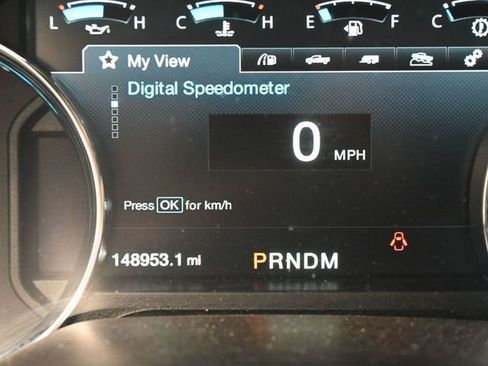 L H C H E F C
My View
Digital Speedometer
0 MPH
Press OK for km/h
148953.1 mi PRNDM